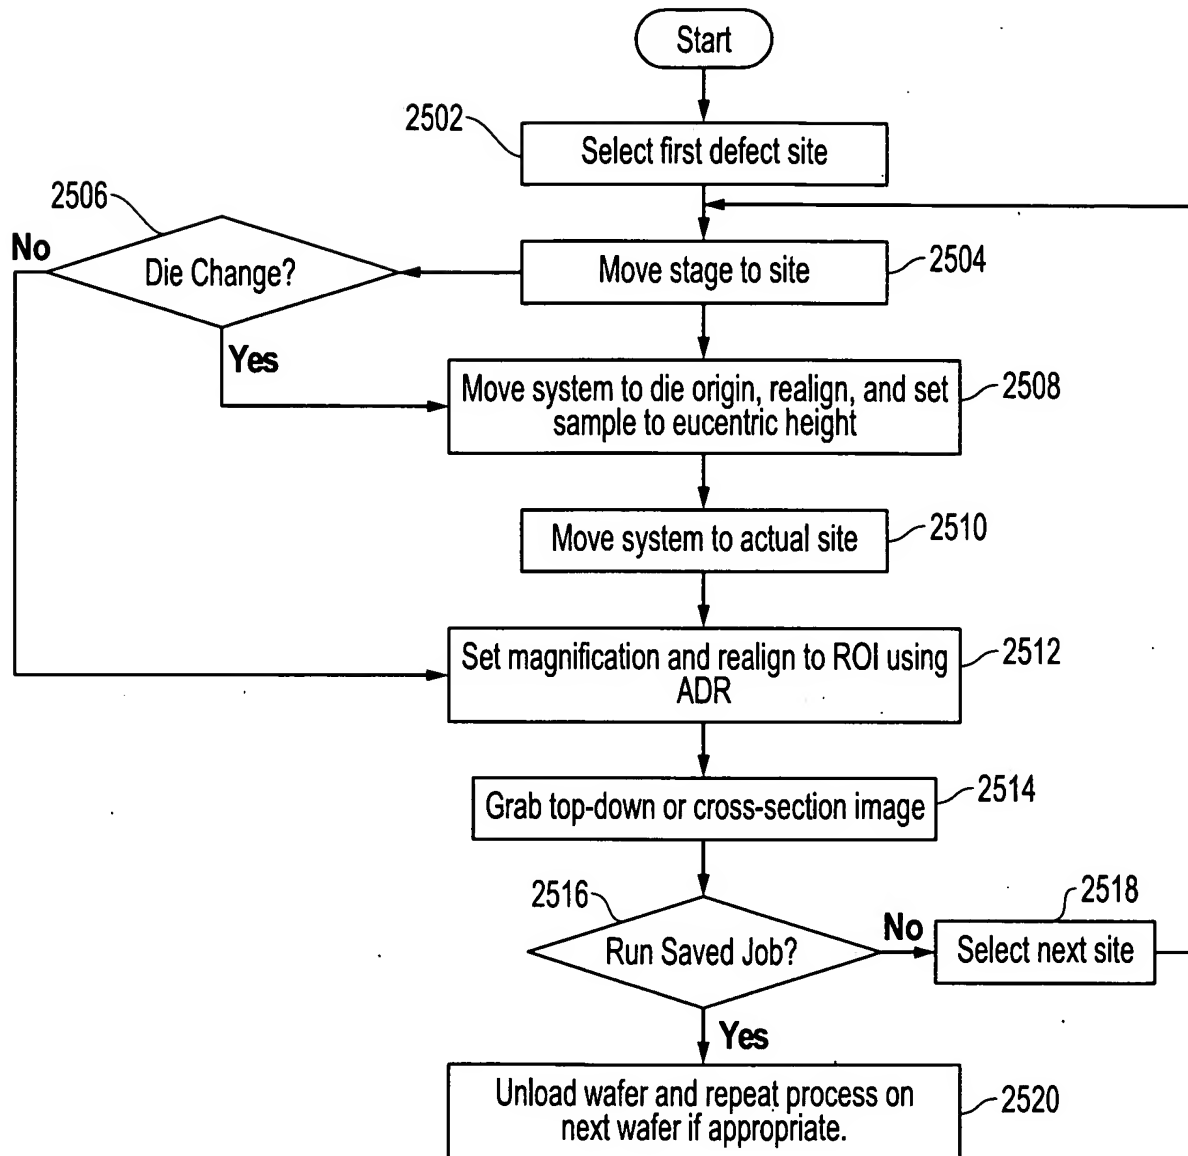 Start
2502
Select first defect site
2506
No
Die Change?
Move stage to site
2504
Yes
Move system to die origin, realign, and set
sample to eucentric height
2508
Move system to actual site
2510
Set magnification and realign to ROI using
ADR
2512
Grab top-down or cross-section image
2514
2516
Run Saved Job?
No
2518
Select next site
Yes
Unload wafer and repeat process on
next wafer if appropriate.
2520